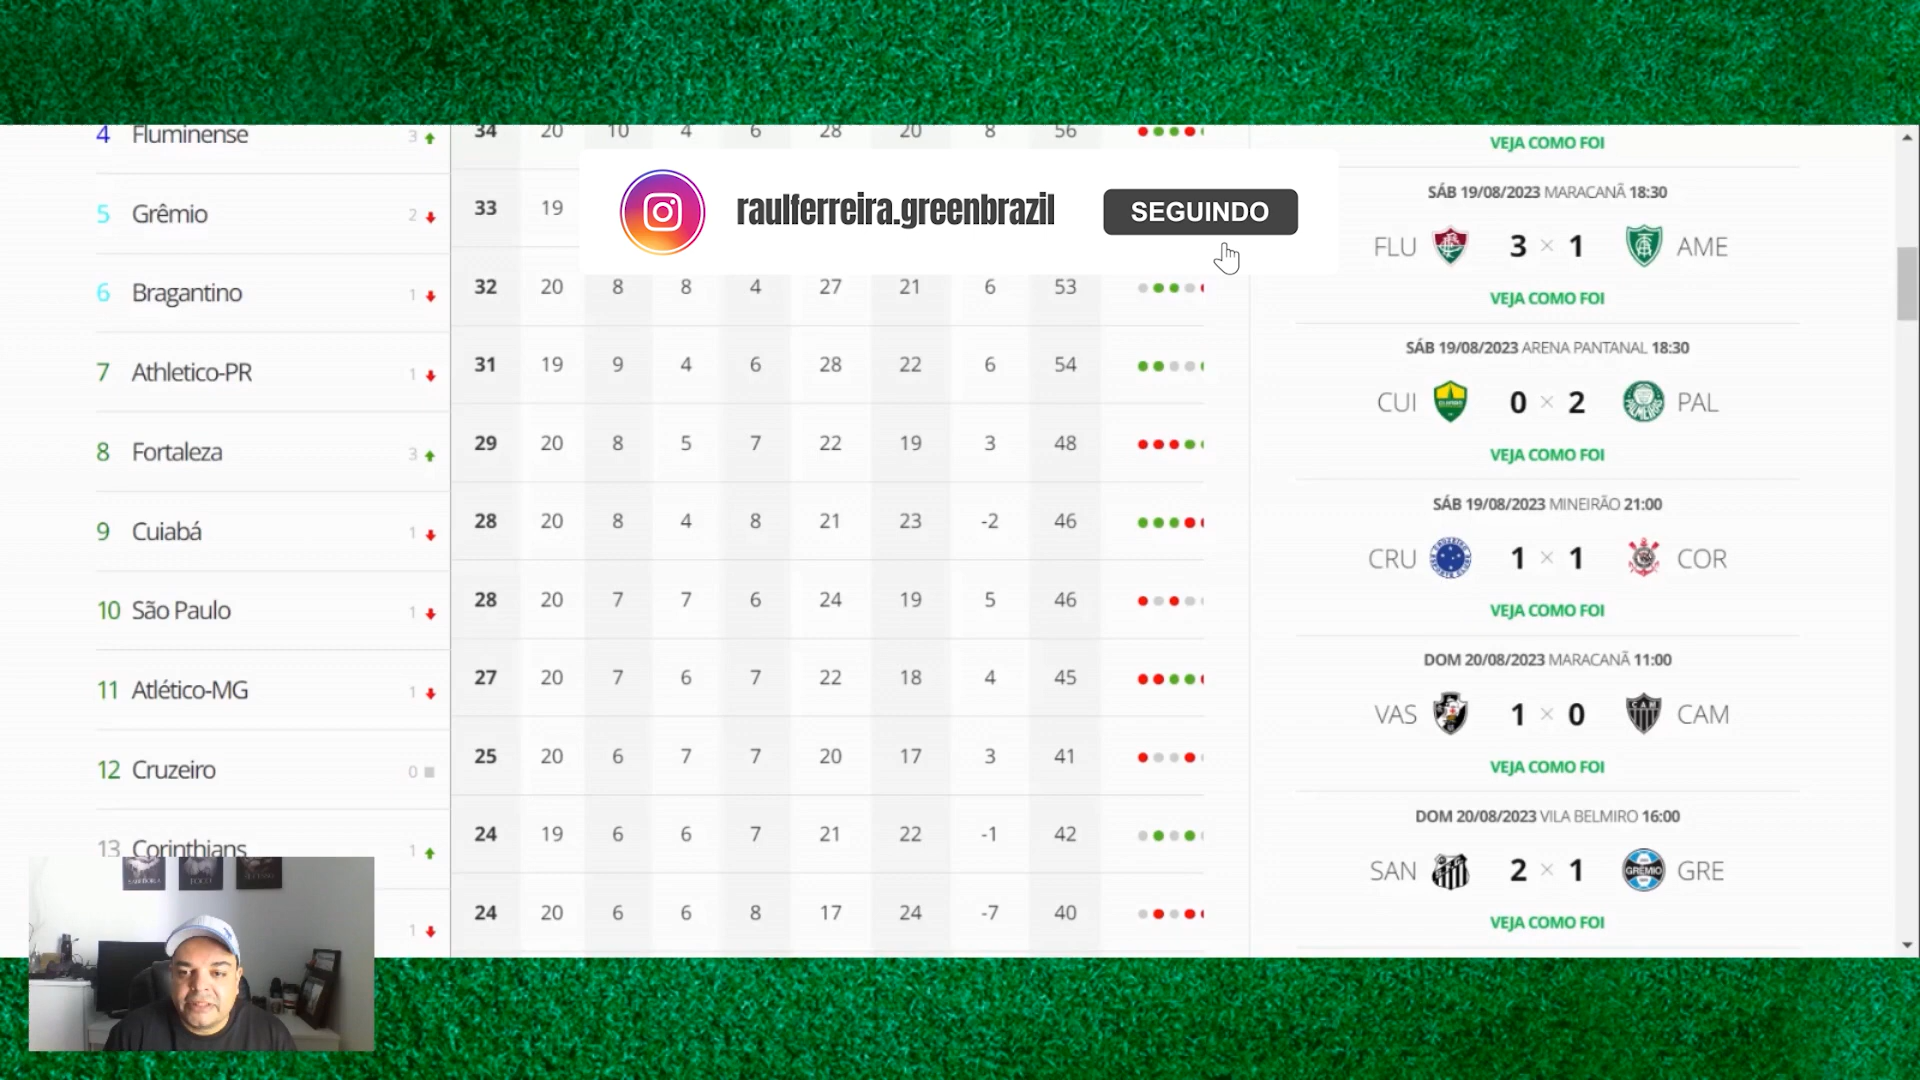 4 Fluminense 3 34 20 10 4 6 28 20 8 56
5 Grêmio 2 33 19
6 Bragantino 1 32 20 8 8 4 27 21 6 53
7 Athletico-PR 1 31 19 9 4 6 28 22 6 54
8 Fortaleza 3 29 20 8 5 7 22 19 3 48
9 Cuiabá 1 28 20 8 4 8 21 23 -2 46
10 São Paulo 1 28 20 7 7 6 24 19 5 46
11 Atlético-MG 1 27 20 7 6 7 22 18 4 45
12 Cruzeiro 0 25 20 6 7 7 20 17 3 41
13 Corinthians 1 24 19 6 6 7 21 22 -1 42
1 24 20 6 6 8 17 24 -7 40
raulferreira.greenbrazil SEGUINDO
VEJA COMO FOI
SÁB 19/08/2023 MARACANÃ 18:30
FLU 3 × 1 AME
VEJA COMO FOI
SÁB 19/08/2023 ARENA PANTANAL 18:30
CUI 0 × 2 PAL
VEJA COMO FOI
SÁB 19/08/2023 MINEIRÃO 21:00
CRU 1 × 1 COR
VEJA COMO FOI
DOM 20/08/2023 MARACANÃ 11:00
VAS 1 × 0 CAM
VEJA COMO FOI
DOM 20/08/2023 VILA BELMIRO 16:00
SAN 2 × 1 GRE
VEJA COMO FOI